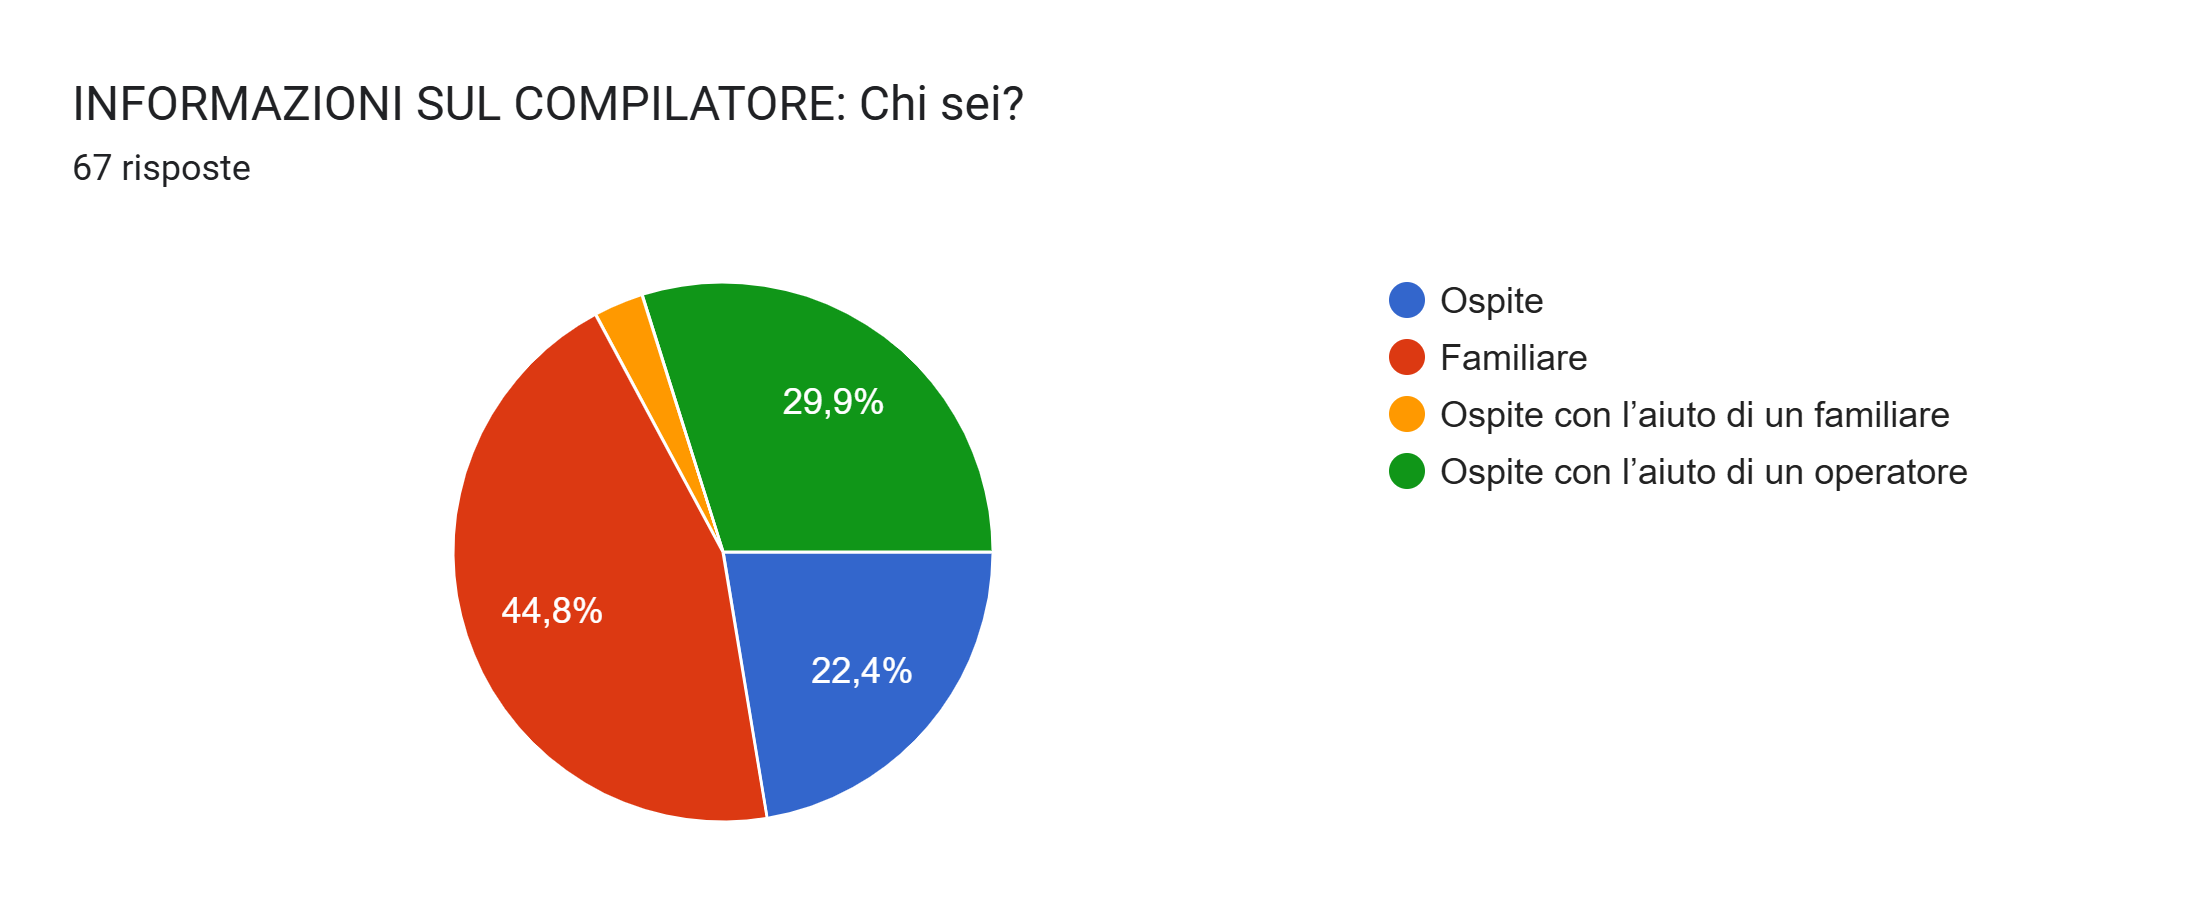 INFORMAZIONI SUL COMPILATORE: Chi sei?
67 risposte
Ospite
Familiare
Ospite con l’aiuto di un familiare
Ospite con l’aiuto di un operatore
29,9%
44,8%
22,4%